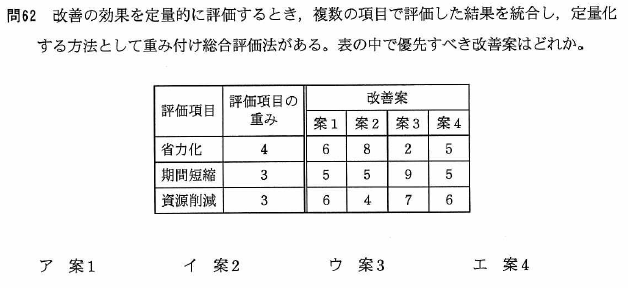 問62 改善の効果を定量的に評価するとき，複数の項目で評価した結果を統合し，定量化
する方法として重み付け総合評価法がある。表の中で優先すべき改善案はどれか。
評価項目 評価項目の重み 改善案
案1 案2 案3 案4
省力化 4 6 8 2 5
期間短縮 3 5 5 9 5
資源削減 3 6 4 7 6
ア 案1 イ 案2 ウ 案3 エ 案4